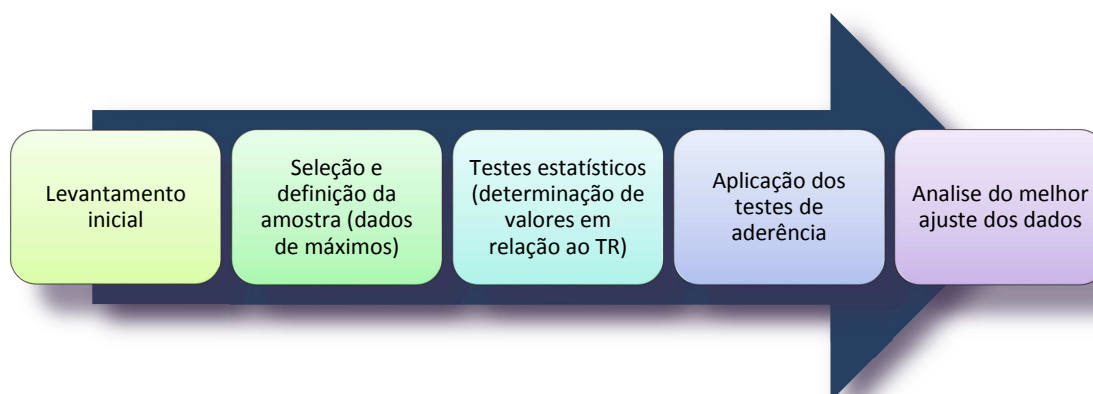 Levantamento
inicial
Seleção e
definição da
amostra (dados
de máximos)
Testes estatísticos
(determinação de
valores em
relação ao TR)
Aplicação dos
testes de
aderência
Analise do melhor
ajuste dos dados